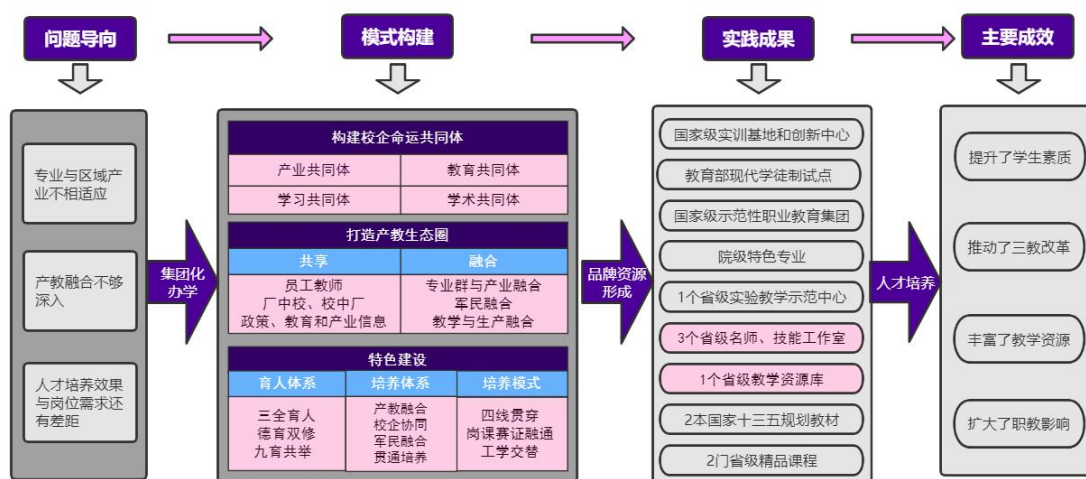 问题导向
模式构建
实践成果
主要成效
专业与区域产
业不相适应
产教融合不够
深入
人才培养效果
与岗位需求还
有差距
集团化
办学
构建校企命运共同体
产业共同体
教育共同体
学习共同体
学术共同体
打造产教生态圈
共享
融合
员工教师
厂中校、校中厂
政策、教育和产业信息
专业群与产业融合
军民融合
教学与生产融合
特色建设
育人体系
培养体系
培养模式
三全育人
德育双修
九育共举
产教融合
校企协同
军民融合
贯通培养
四线贯穿
岗课赛证融通
工学交替
品牌资源
形成
国家级实训基地和创新中心
教育部现代学徒制试点
国家级示范性职业教育集团
院级特色专业
1个省级实验教学示范中心
3个省级名师、技能工作室
1个省级教学资源库
2本国家十三五规划教材
2门省级精品课程
人才培养
提升了学生素质
推动了三教改革
丰富了教学资源
扩大了职教影响